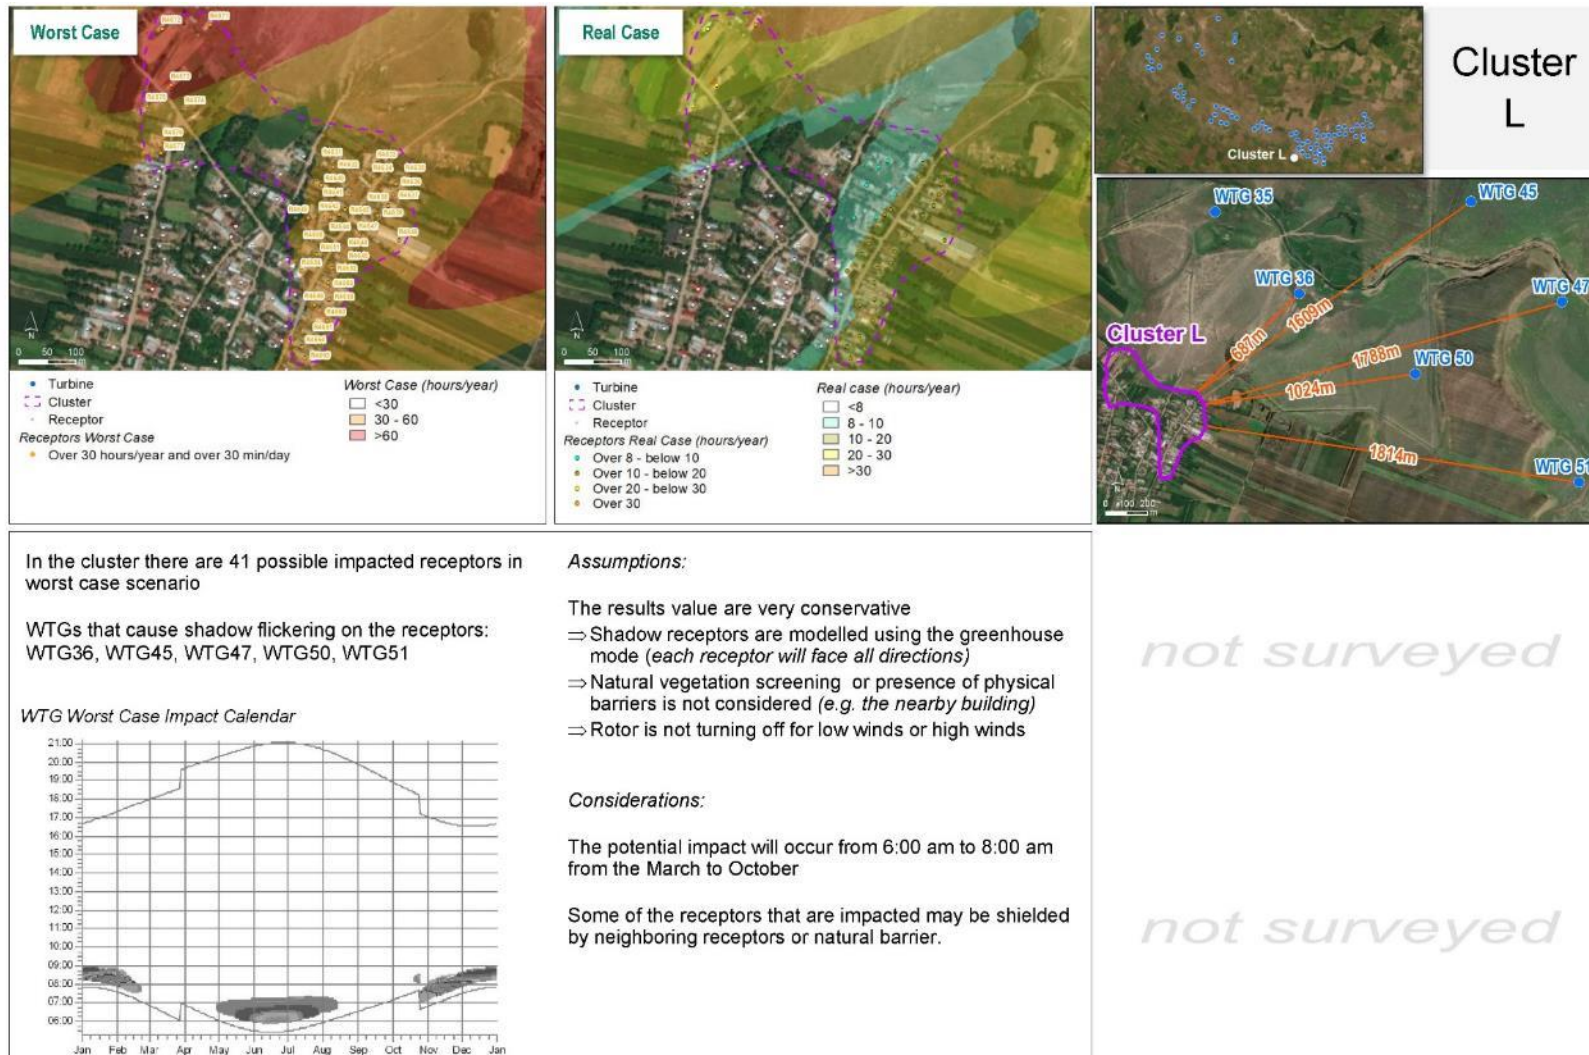 Worst Case
Real Case
Cluster
L
Cluster L
N
0 50 100
m
N
0 50 100
m
Turbine
Cluster
Receptor
Receptors Worst Case
Over 30 hours/year and over 30 min/day
Worst Case (hours/year)
<30
30 - 60
>60
Turbine
Cluster
Receptor
Receptors Real Case (hours/year)
Over 8 - below 10
Over 10 - below 20
Over 20 - below 30
Over 30
Real case (hours/year)
<8
8 - 10
10 - 20
20 - 30
>30
WTG 35
WTG 45
WTG 36
WTG 47
WTG 50
WTG 51
Cluster L
687m
1609m
1788m
1024m
1814m
0 100 200
m
In the cluster there are 41 possible impacted receptors in
worst case scenario
WTGs that cause shadow flickering on the receptors:
WTG36, WTG45, WTG47, WTG50, WTG51
WTG Worst Case Impact Calendar
21:00
20:00
19:00
18:00
17:00
16:00
15:00
14:00
13:00
12:00
11:00
10:00
09:00
08:00
07:00
06:00
Jan Feb Mar Apr May Jun Jul Aug Sep Oct Nov Dec Jan
Assumptions:
The results value are very conservative
⇒ Shadow receptors are modelled using the greenhouse
mode (each receptor will face all directions)
⇒ Natural vegetation screening or presence of physical
barriers is not considered (e.g. the nearby building)
⇒ Rotor is not turning off for low winds or high winds
Considerations:
The potential impact will occur from 6:00 am to 8:00 am
from the March to October
Some of the receptors that are impacted may be shielded
by neighboring receptors or natural barrier.
not surveyed
not surveyed